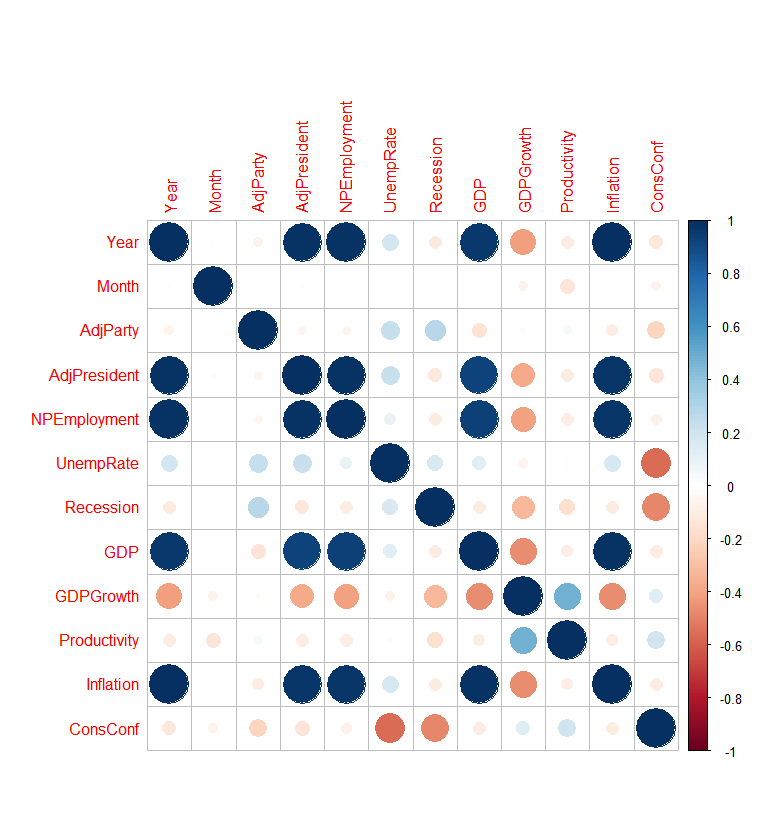 Year
Month
AdjParty
AdjPresident
NPEmployment
UnempRate
Recession
GDP
GDPGrowth
Productivity
Inflation
ConsConf
Year
Month
AdjParty
AdjPresident
NPEmployment
UnempRate
Recession
GDP
GDPGrowth
Productivity
Inflation
ConsConf
1
0.8
0.6
0.4
0.2
0
-0.2
-0.4
-0.6
-0.8
-1